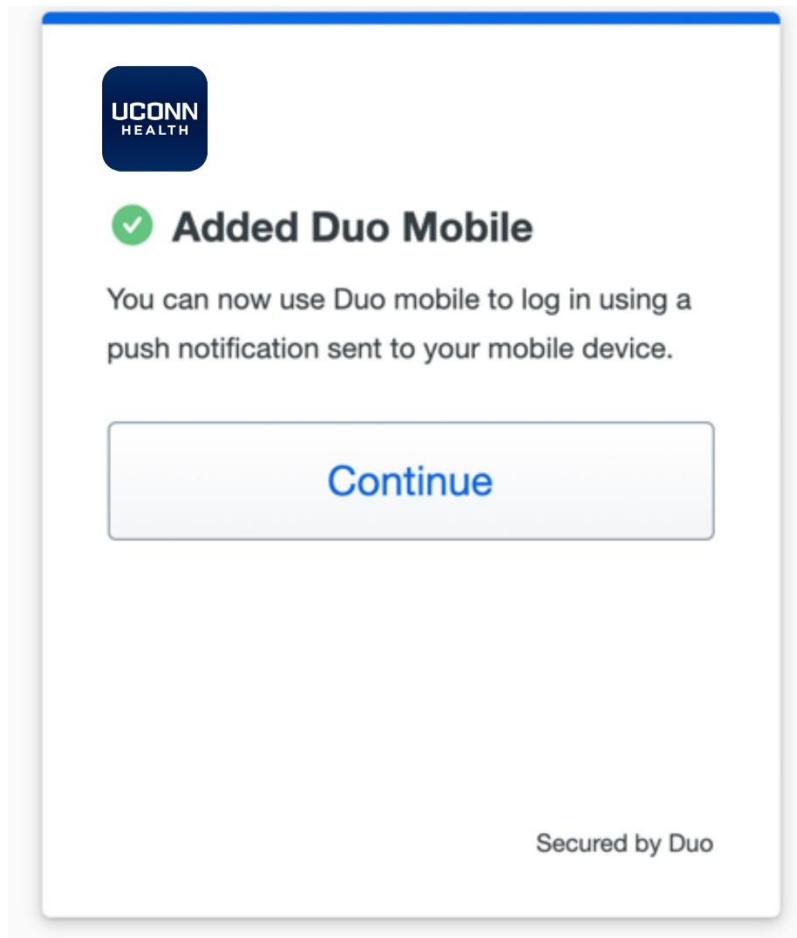 UCONN
HEALTH
Added Duo Mobile
You can now use Duo mobile to log in using a
push notification sent to your mobile device.
Continue
Secured by Duo